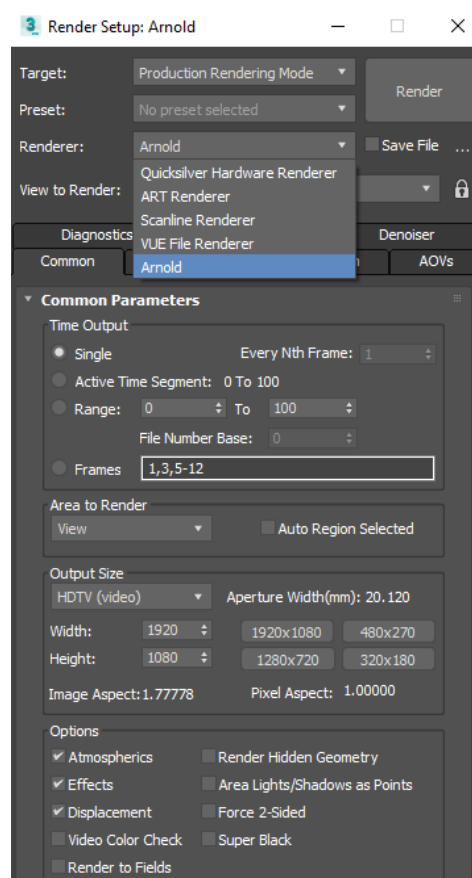 3 Render Setup: Arnold
Target: Production Rendering Mode
Render
Preset: No preset selected
Renderer: Arnold Save File ...
Quicksilver Hardware Renderer
ART Renderer
Scanline Renderer
VUE File Renderer
Arnold
View to Render:
Diagnostics Denoiser
Common AOVs
Common Parameters
Time Output
Single Every Nth Frame: 1
Active Time Segment: 0 To 100
Range: 0 To 100
File Number Base: 0
Frames 1,3,5-12
Area to Render
View Auto Region Selected
Output Size
HDTV (video) Aperture Width(mm): 20.120
Width: 1920 1920x1080 480x270
Height: 1080 1280x720 320x180
Image Aspect: 1.77778 Pixel Aspect: 1.00000
Options
Atmospherics Render Hidden Geometry
Effects Area Lights/Shadows as Points
Displacement Force 2-Sided
Video Color Check Super Black
Render to Fields